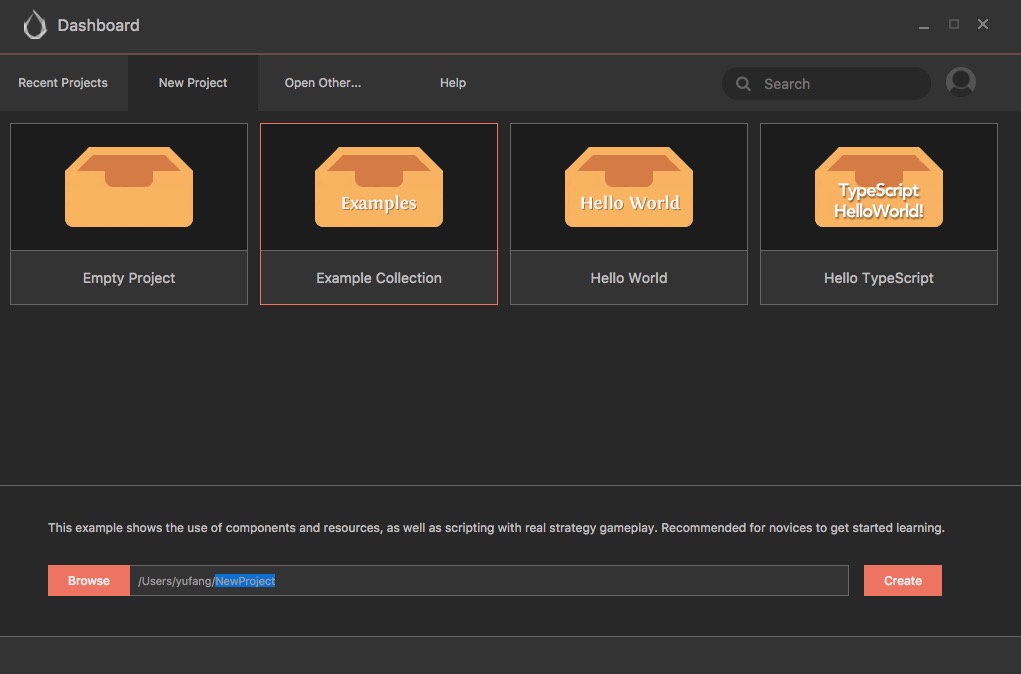 Dashboard
Recent Projects
New Project
Open Other...
Help
Search
Examples
Hello World
TypeScript
HelloWorld!
Empty Project
Example Collection
Hello World
Hello TypeScript
This example shows the use of components and resources, as well as scripting with real strategy gameplay. Recommended for novices to get started learning.
Browse
/Users/yufang/NewProject
Create